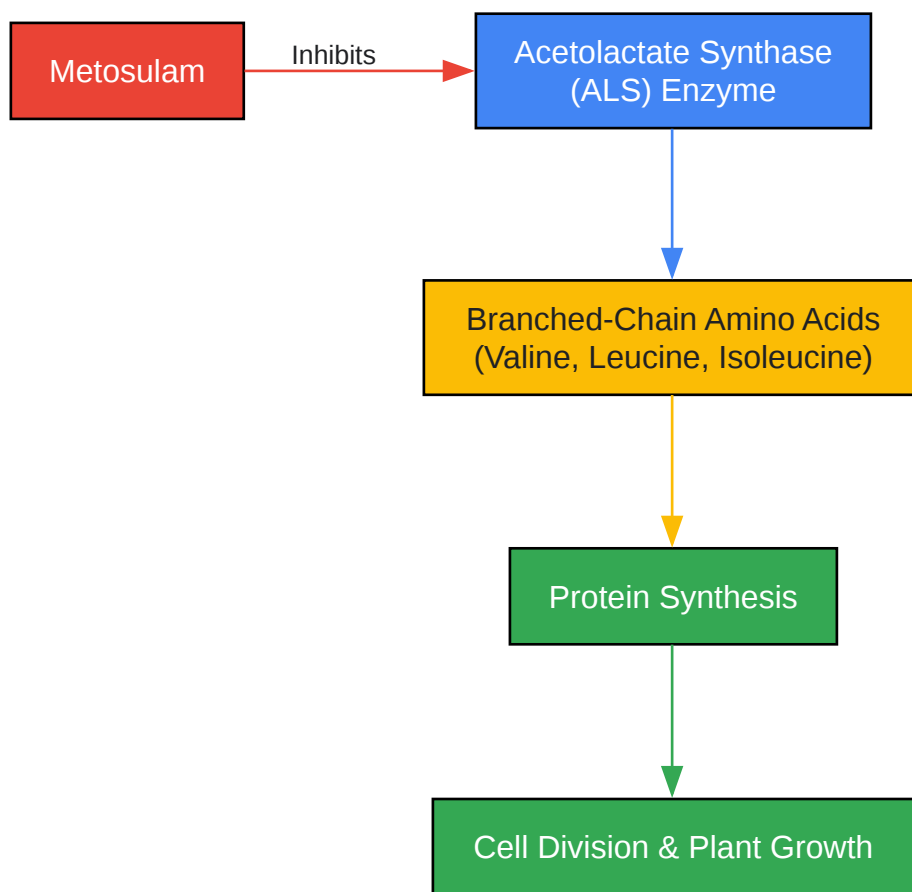 Metosulam
Inhibits
Acetolactate Synthase
(ALS) Enzyme
Branched-Chain Amino Acids
(Valine, Leucine, Isoleucine)
Protein Synthesis
Cell Division & Plant Growth